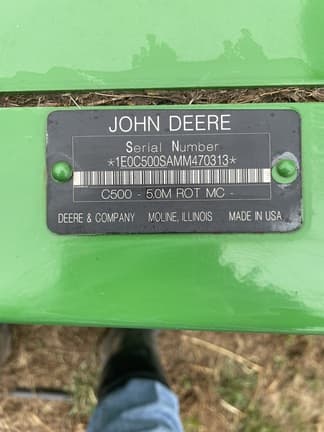 JOHN DEERE
Serial Number
*1E0C500SAMM470313*
C500 - 5.0M ROT MC -
DEERE & COMPANY MOLINE, ILLINOIS MADE IN USA